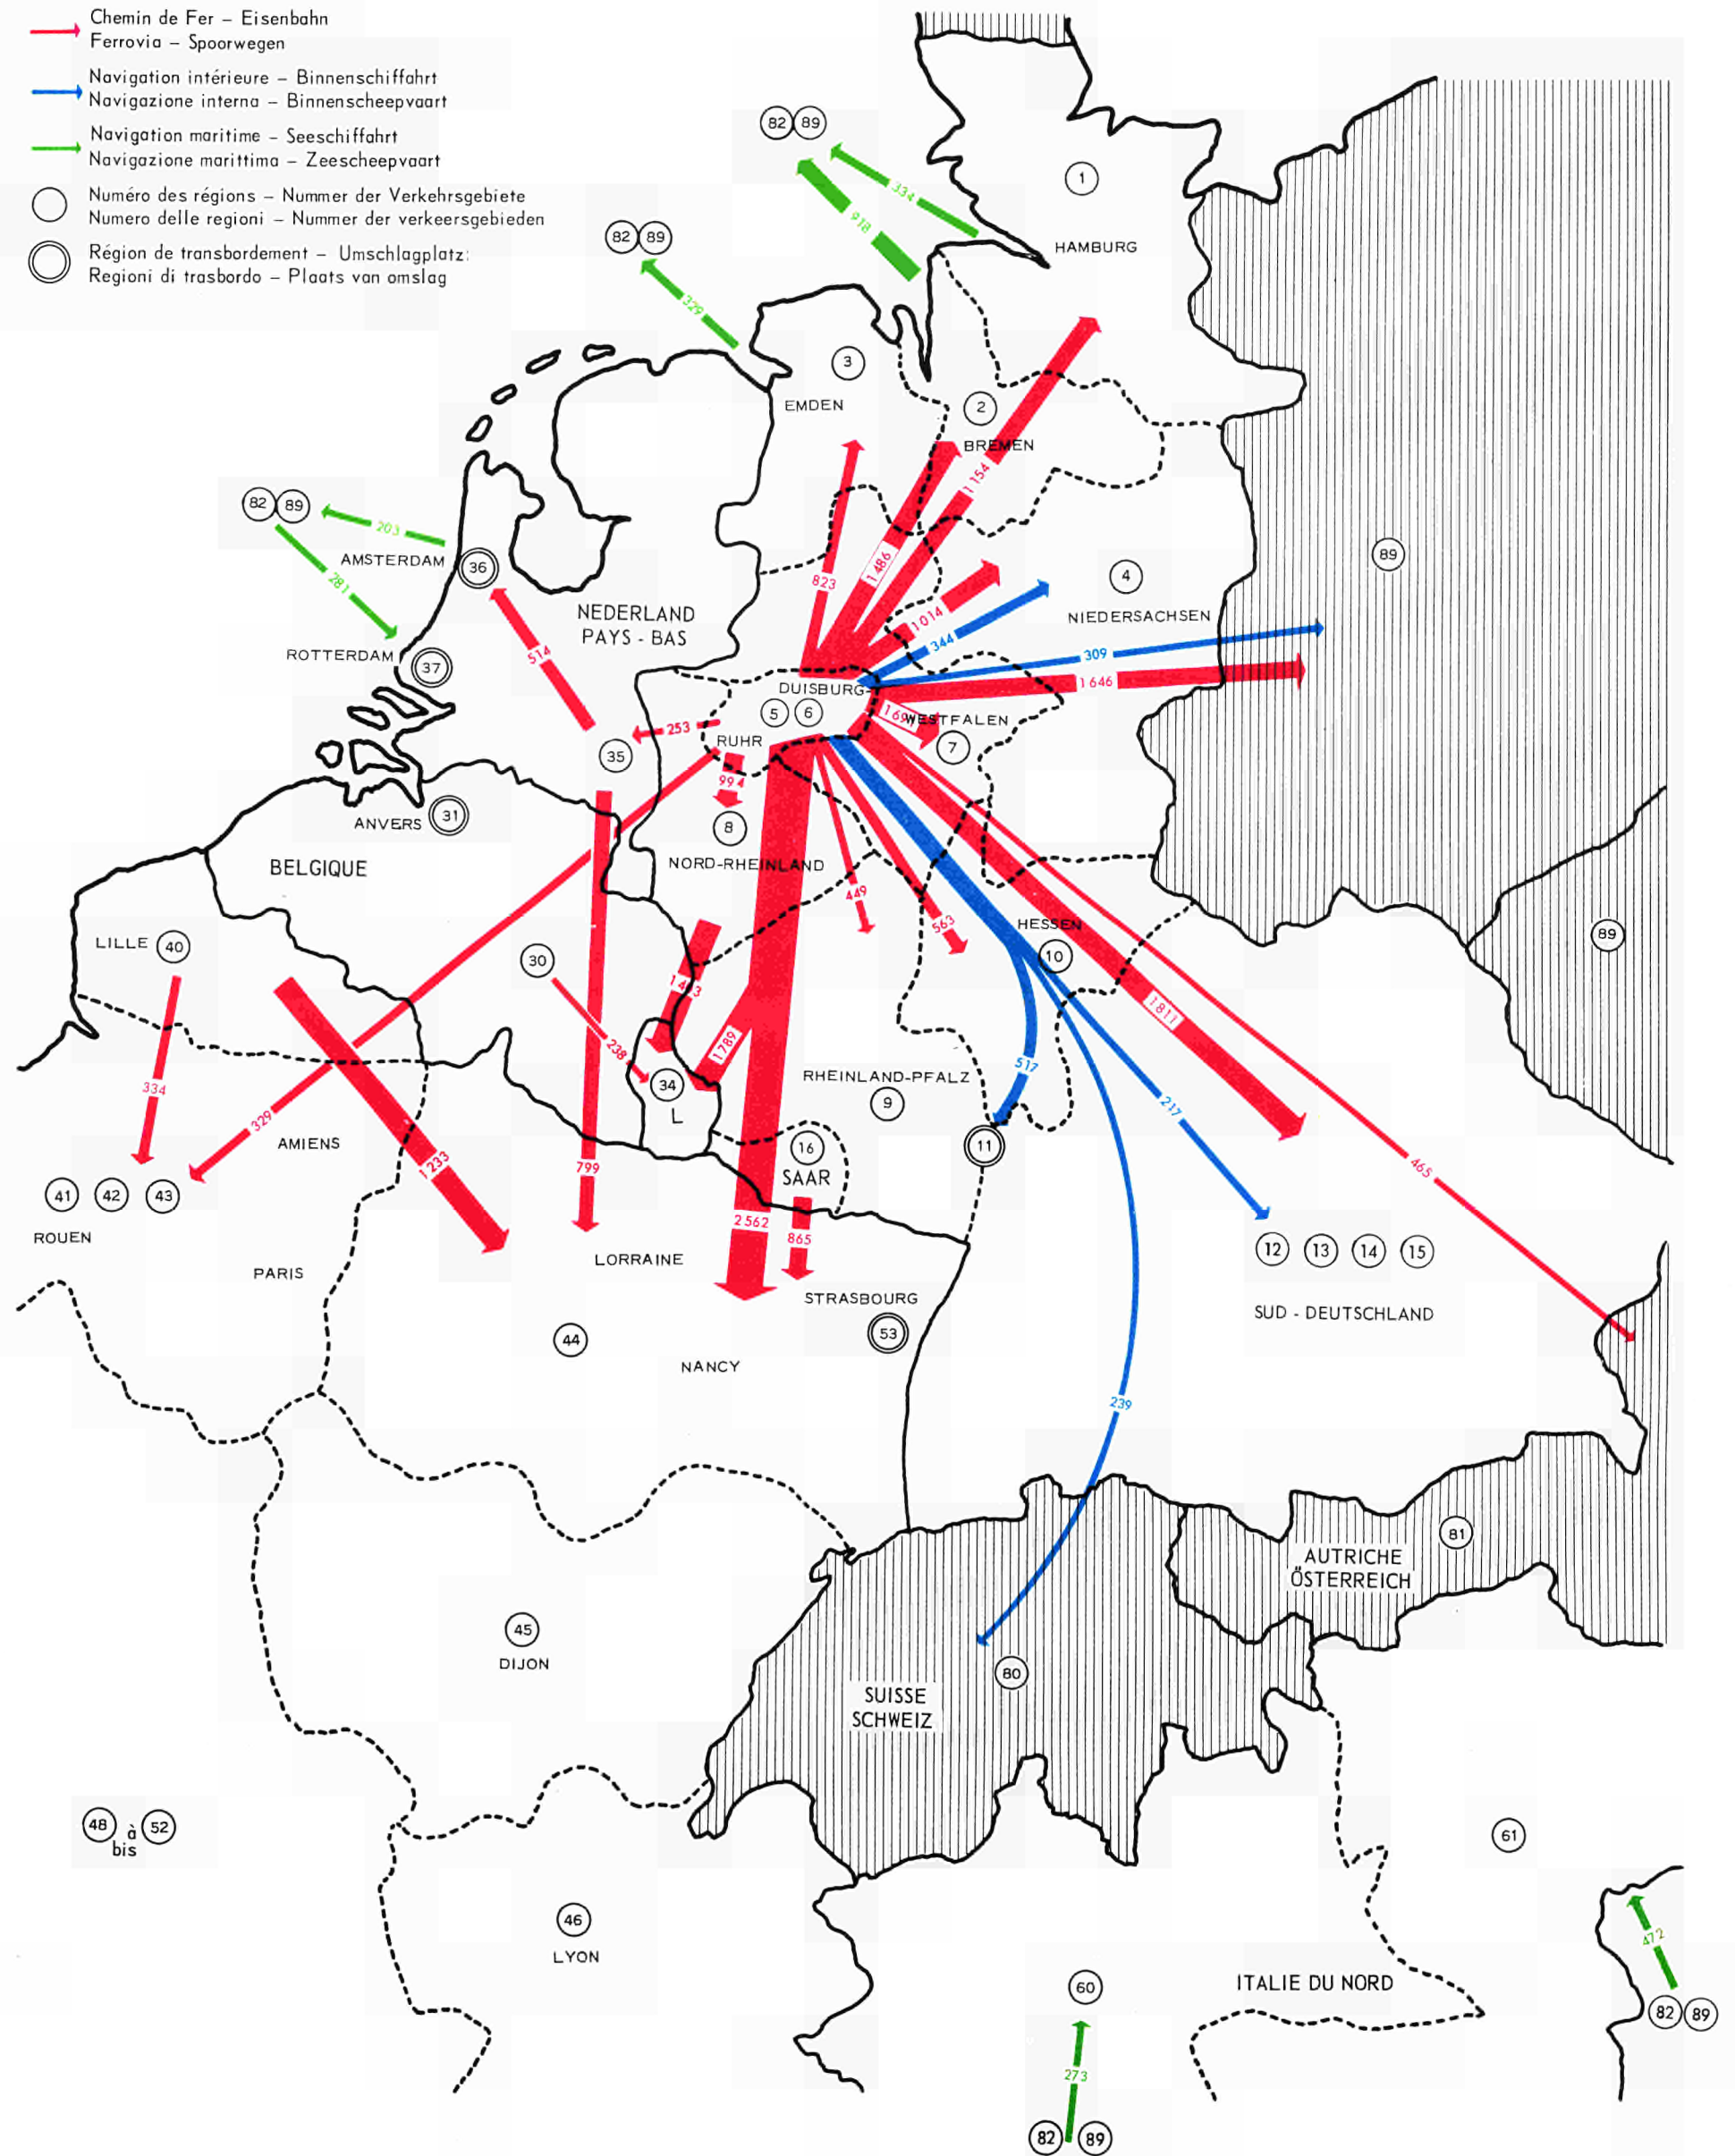 Chemin de Fer – Eisenbahn
Ferrovia – Spoorwegen
Navigation intérieure – Binnenschiffahrt
Navigazione interna – Binnenscheepvaart
Navigation maritime – Seeschiffahrt
Navigazione marittima – Zeescheepvaart
Numéro des régions – Nummer der Verkehrsgebiete
Numero delle regioni – Nummer der verkeersgebieden
Région de transbordement – Umschlagplatz:
Regioni di trasbordo – Plaats van omslag
82 89
334
918
1
HAMBURG
82 89
329
3
EMDEN
2
BREMEN
1 154
82 89
203
AMSTERDAM
36
281
1 486
823
89
4
NIEDERSACHSEN
NEDERLAND
PAYS - BAS
1 014
344
309
1 646
ROTTERDAM
37
514
DUISBURG-
5 6
169
WESTFALEN
7
253
RUHR
35
994
8
ANVERS
31
BELGIQUE
NORD-RHEINLAND
449
563
HESSEN
10
89
LILLE
40
30
1 811
238
1 789
34
L
517
RHEINLAND-PFALZ
9
217
334
329
AMIENS
1 233
11
16
SAAR
799
465
41 42 43
ROUEN
2 562
865
12 13 14 15
LORRAINE
PARIS
STRASBOURG
53
SUD - DEUTSCHLAND
44
NANCY
239
81
AUTRICHE
ÖSTERREICH
45
DIJON
80
SUISSE
SCHWEIZ
48 à 52
bis
61
46
LYON
472
60
ITALIE DU NORD
82 89
273
82 89